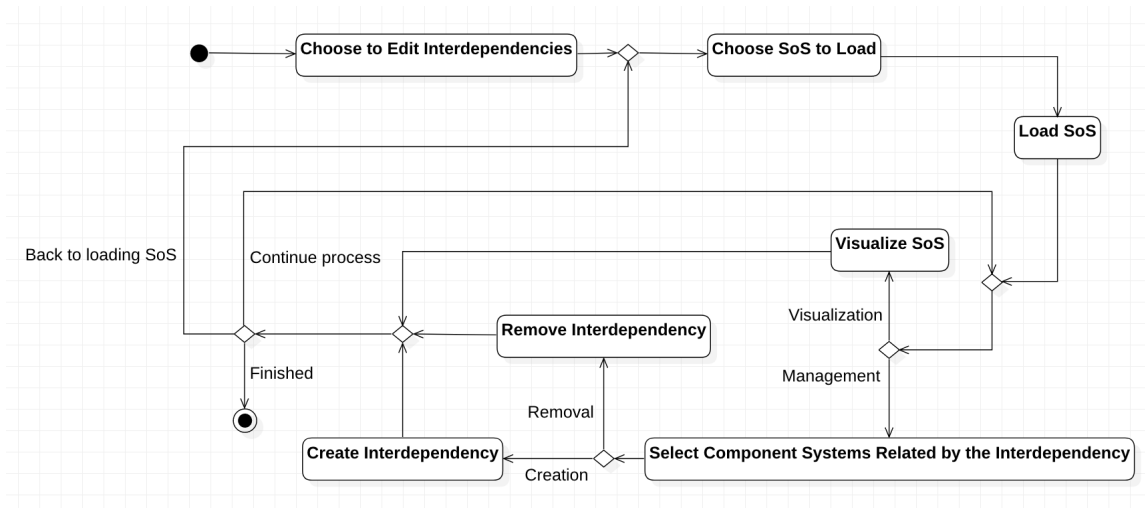 Choose to Edit Interdependencies
Choose SoS to Load
Load SoS
Visualize SoS
Back to loading SoS
Continue process
Visualization
Remove Interdependency
Finished
Management
Removal
Create Interdependency
Select Component Systems Related by the Interdependency
Creation